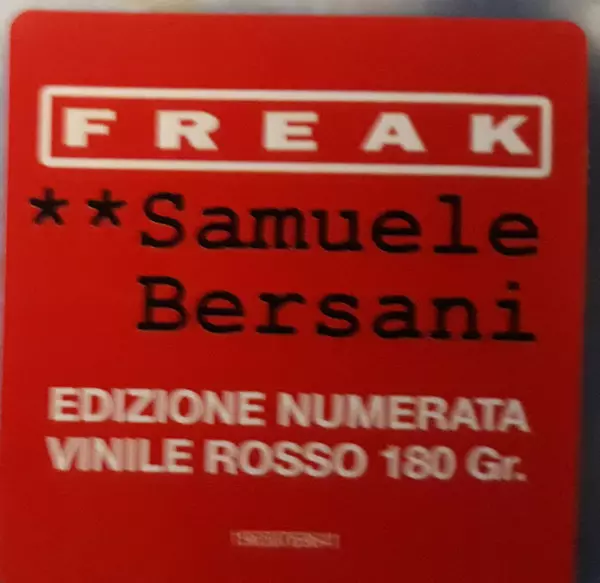 FREAK
**Samuele
Bersani
EDIZIONE NUMERATA
VINILE ROSSO 180 Gr.